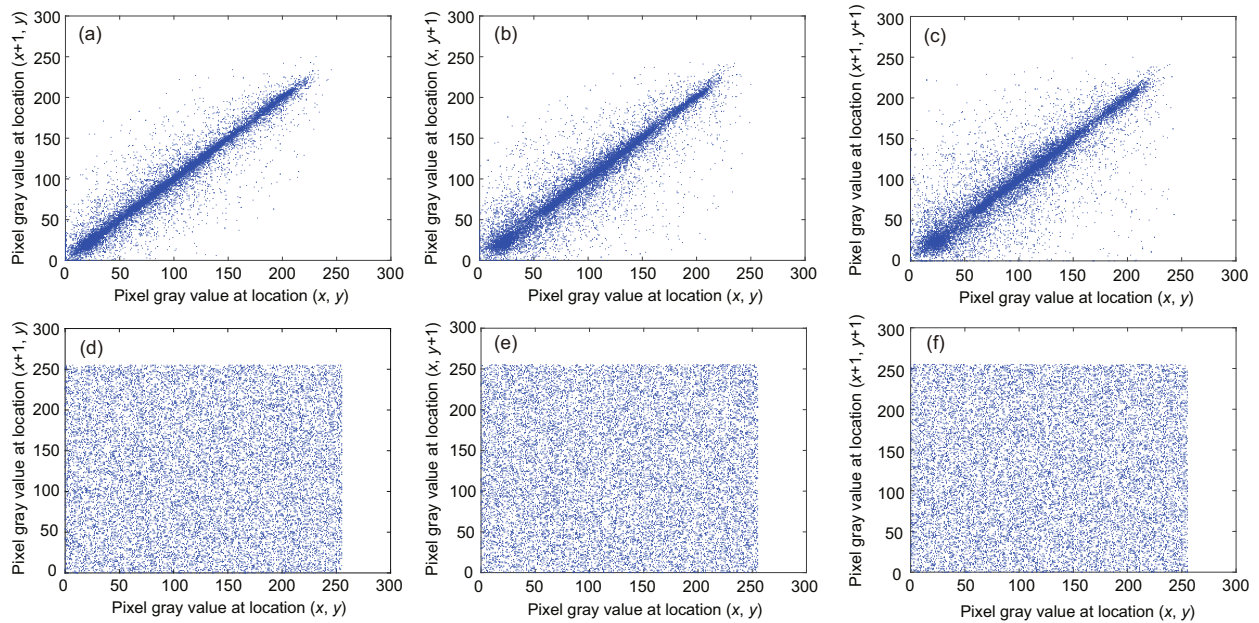 (a)
Pixel gray value at location (x+1, y)
300
250
200
150
100
50
0
0 50 100 150 200 250 300
Pixel gray value at location (x, y)
(b)
Pixel gray value at location (x, y+1)
300
250
200
150
100
50
0
0 50 100 150 200 250 300
Pixel gray value at location (x, y)
(c)
Pixel gray value at location (x+1, y+1)
300
250
200
150
100
50
0
0 50 100 150 200 250 300
Pixel gray value at location (x, y)
(d)
Pixel gray value at location (x+1, y)
300
250
200
150
100
50
0
0 50 100 150 200 250 300
Pixel gray value at location (x, y)
(e)
Pixel gray value at location (x, y+1)
300
250
200
150
100
50
0
0 50 100 150 200 250 300
Pixel gray value at location (x, y)
(f)
Pixel gray value at location (x+1, y+1)
300
250
200
150
100
50
0
0 50 100 150 200 250 300
Pixel gray value at location (x, y)